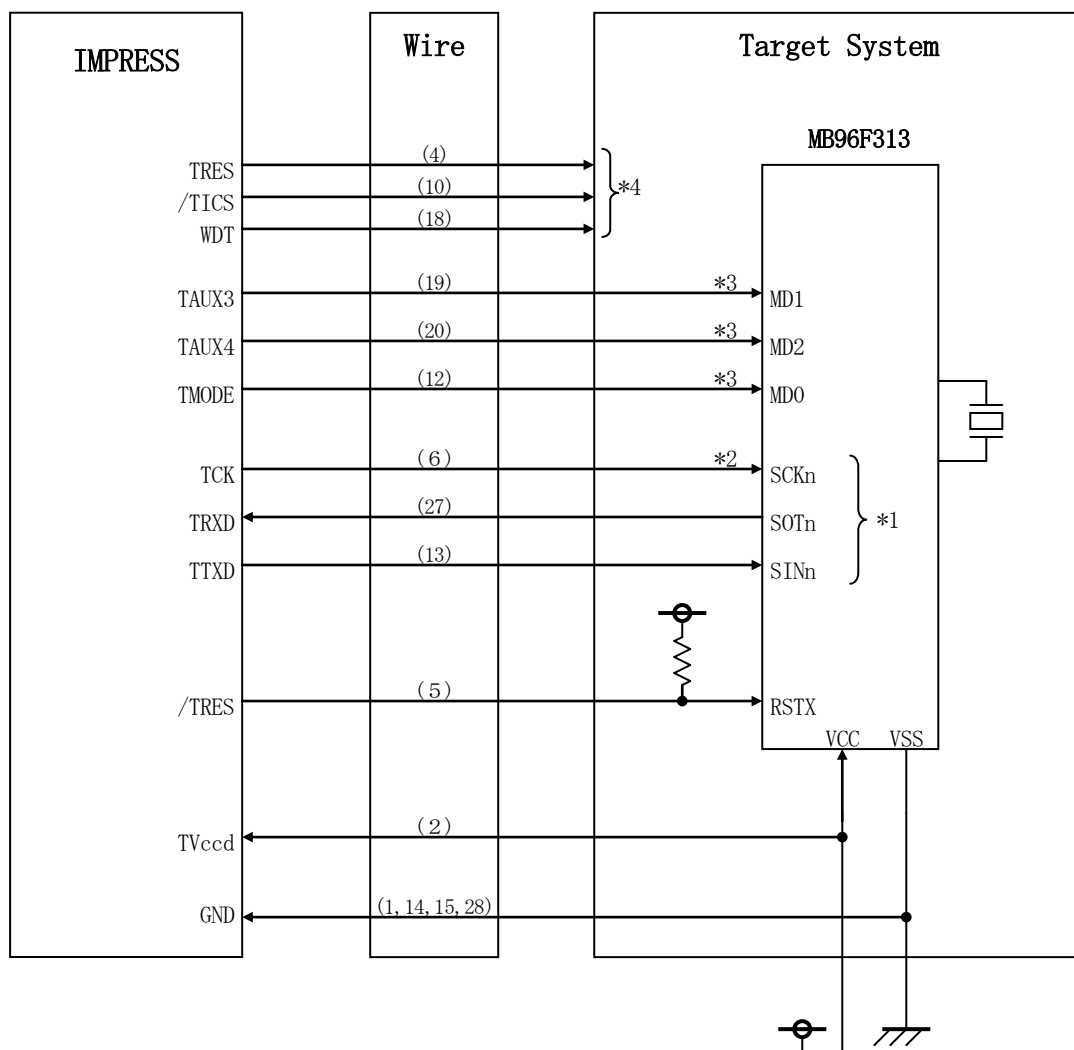 IMPRESS
Wire
Target System
MB96F313
TRES
(4)
*4
/TICS
(10)
WDT
(18)
TAUX3
(19)
*3
MD1
TAUX4
(20)
*3
MD2
TMODE
(12)
*3
MD0
TCK
(6)
*2
SCKn
TRXD
(27)
SOTn
*1
TTXD
(13)
SINn
/TRES
(5)
RSTX
VCC
VSS
TVccd
(2)
GND
(1,14,15,28)